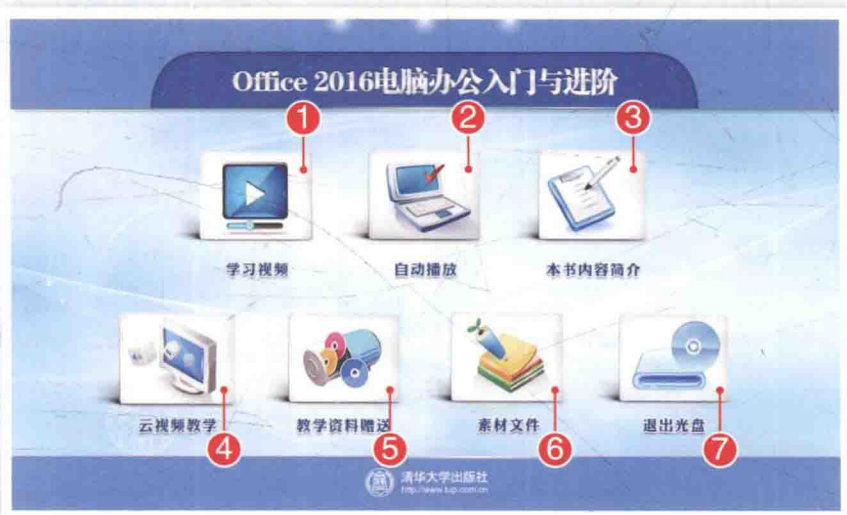 Office 2016电脑办公入门与进阶
1
2
3
学习视频
自动播放
本书内容简介
云视频教学
教学资料赠送
素材文件
退出光盘
4
5
6
7
清华大学出版社
http://www.tup.com.cn